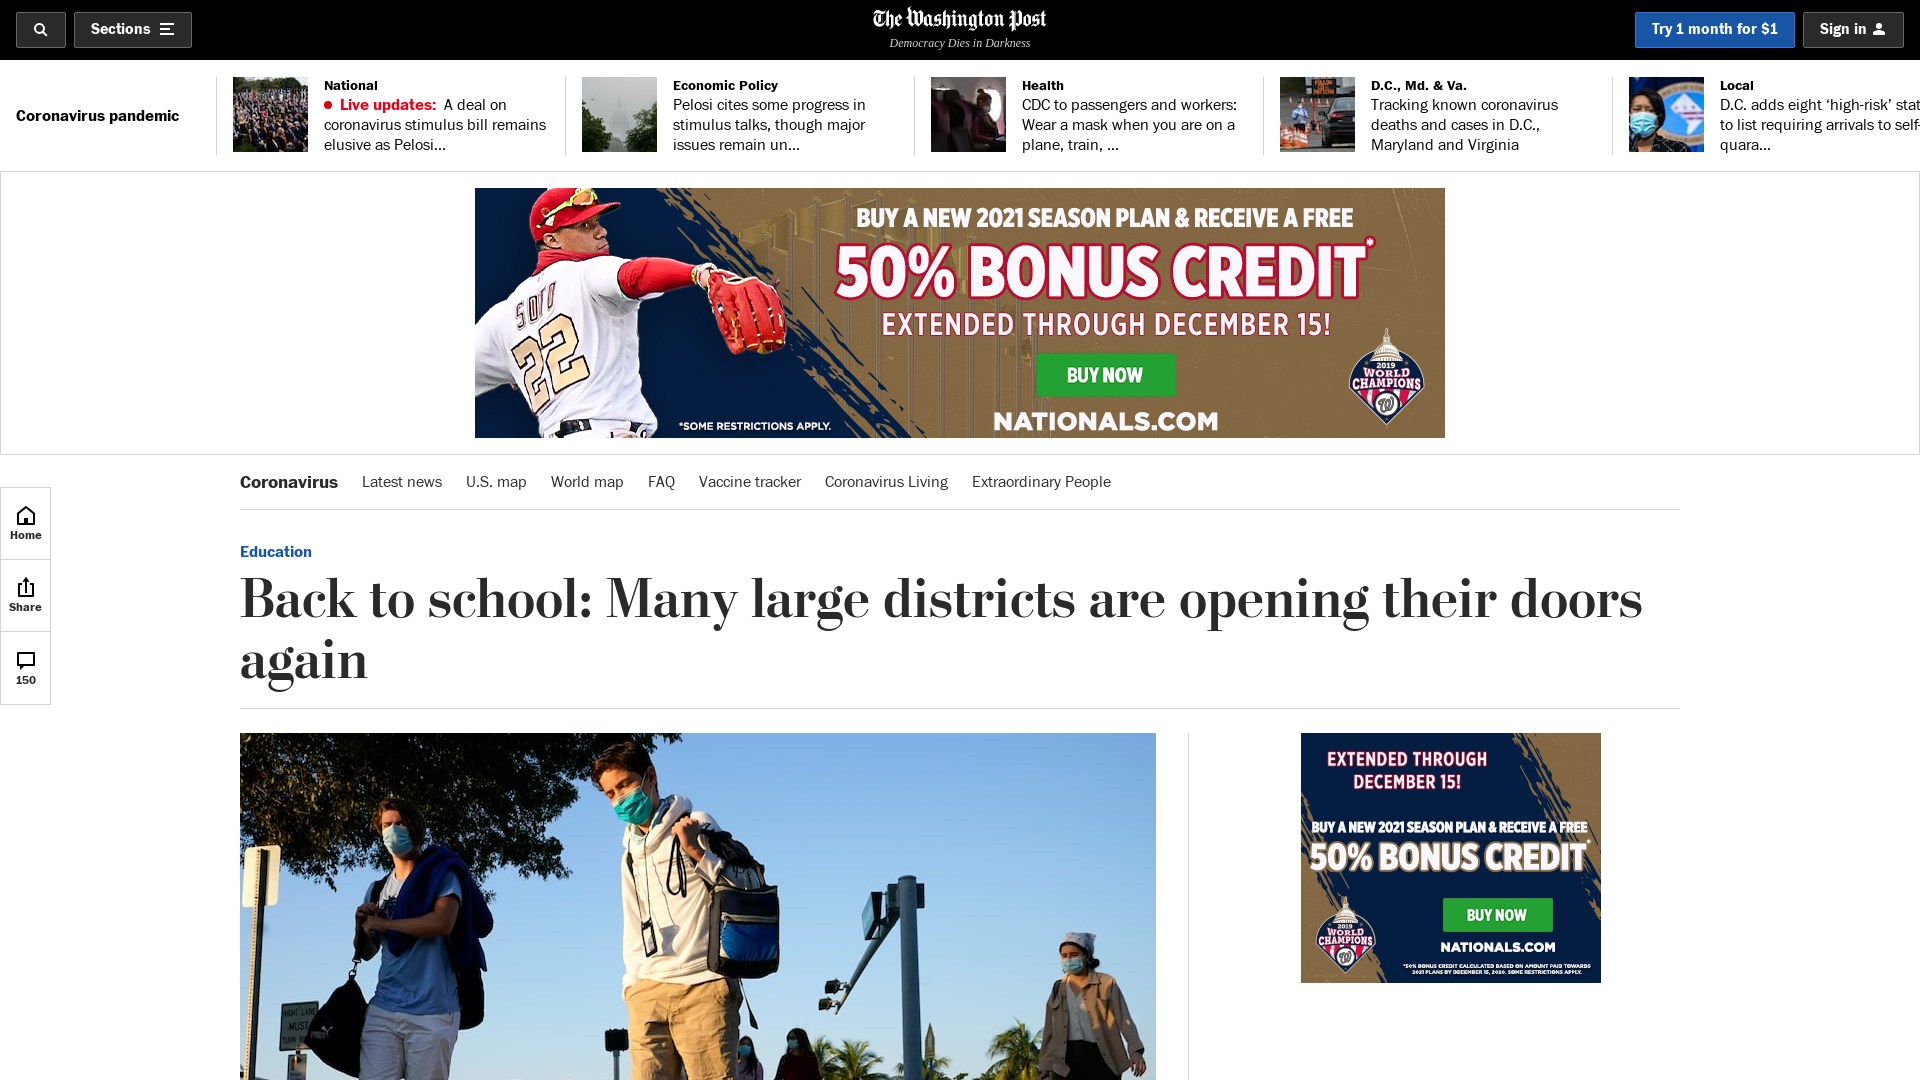 Sections
The Washington Post
Democracy Dies in Darkness
Try 1 month for $1
Sign in
Coronavirus pandemic
National
Live updates: A deal on
coronavirus stimulus bill remains
elusive as Pelosi...
Economic Policy
Pelosi cites some progress in
stimulus talks, though major
issues remain un...
Health
CDC to passengers and workers:
Wear a mask when you are on a
plane, train, ...
D.C., Md. & Va.
Tracking known coronavirus
deaths and cases in D.C.,
Maryland and Virginia
Local
D.C. adds eight ‘high-risk’ stat
to list requiring arrivals to self-
quara...
BUY A NEW 2021 SEASON PLAN & RECEIVE A FREE
50% BONUS CREDIT*
EXTENDED THROUGH DECEMBER 15!
BUY NOW
NATIONALS.COM
*SOME RESTRICTIONS APPLY.
SOTO
22
2019
WORLD
CHAMPIONS
W
Coronavirus
Latest news
U.S. map
World map
FAQ
Vaccine tracker
Coronavirus Living
Extraordinary People
Home
Share
150
Education
Back to school: Many large districts are opening their doors
again
RIGHT LANE
MUST
TURN RIGHT
EXTENDED THROUGH
DECEMBER 15!
BUY A NEW 2021 SEASON PLAN & RECEIVE A FREE
50% BONUS CREDIT*
BUY NOW
NATIONALS.COM
2019
WORLD
CHAMPIONS
W
*50% BONUS CREDIT CALCULATED BASED ON AMOUNT PAID TOWARDS
2021 PLANS BY DECEMBER 15, 2020. SOME RESTRICTIONS APPLY.